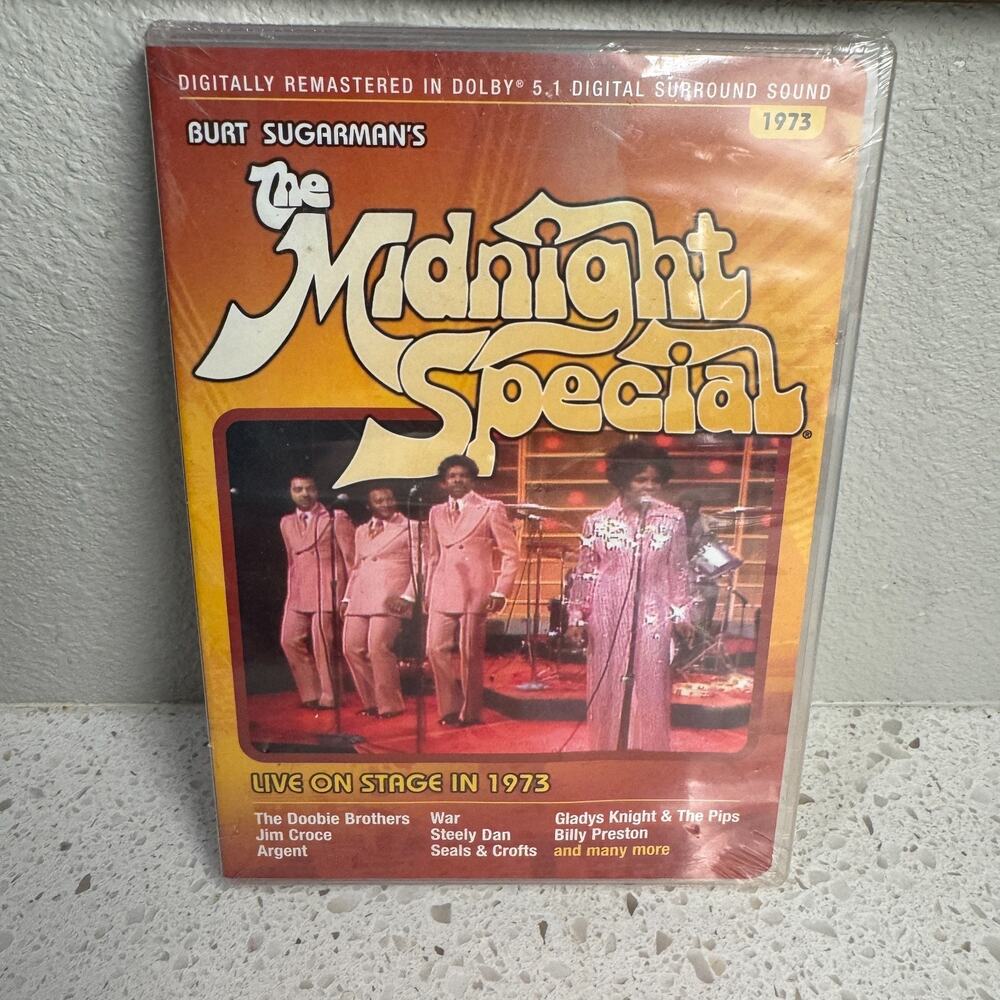 DIGITALLY REMASTERED IN DOLBY® 5.1 DIGITAL SURROUND SOUND
1973
BURT SUGARMAN'S
The
Midnight
Special®
LIVE ON STAGE IN 1973
The Doobie Brothers War Gladys Knight & The Pips
Jim Croce Steely Dan Billy Preston
Argent Seals & Crofts and many more